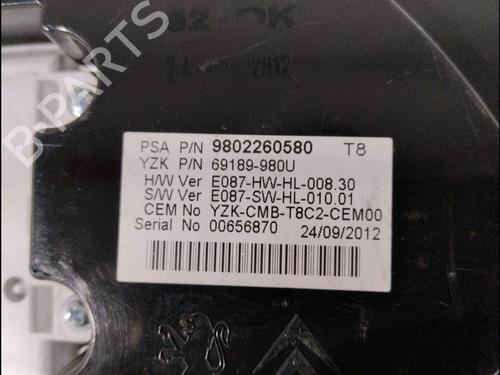 PSA P/N 9802260580 T8
YZK P/N 69189-980U
H/W Ver E087-HW-HL-008.30
S/W Ver E087-SW-HL-010.01
CEM No YZK-CMB-T8C2-CEM00
Serial No 00656870 24/09/2012